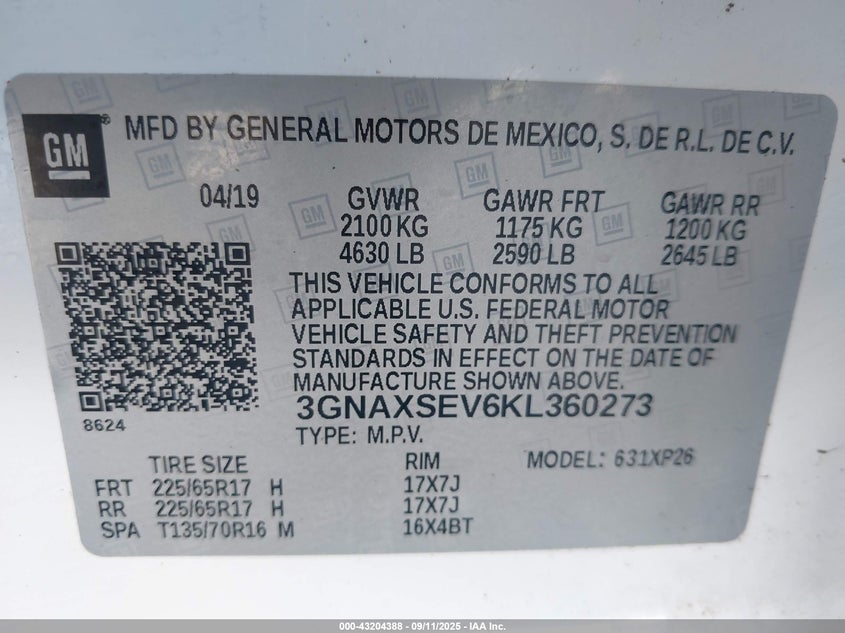 GM ® MFD BY GENERAL MOTORS DE MEXICO, S. DE R.L. DE C.V.
04/19 GVWR GAWR FRT GAWR RR
2100 KG 1175 KG 1200 KG
4630 LB 2590 LB 2645 LB
THIS VEHICLE CONFORMS TO ALL
APPLICABLE U.S. FEDERAL MOTOR
VEHICLE SAFETY AND THEFT PREVENTION
STANDARDS IN EFFECT ON THE DATE OF
MANUFACTURE SHOWN ABOVE.
3GNAXSEV6KL360273
8624
TYPE: M.P.V.
TIRE SIZE RIM MODEL: 631XP26
FRT 225/65R17 H 17X7J
RR 225/65R17 H 17X7J
SPA T135/70R16 M 16X4BT
000-43204388 - 09/11/2025 - IAA Inc.